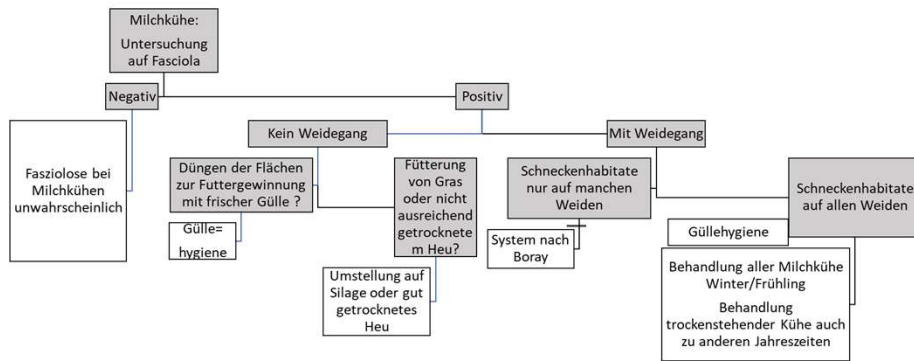 Milchkühe:
Untersuchung
auf Fasciola
Negativ
Positiv
Fasziolose bei
Milchkühen
unwahrscheinlich
Kein Weidegang
Mit Weidegang
Düngen der Flächen
zur Futtergewinnung
mit frischer Gülle ?
Gülle=
hygiene
Fütterung
von Gras
oder nicht
ausreichend
getrocknete
m Heu?
Umstellung auf
Silage oder gut
getrocknetes
Heu
Schneckenhabitate
nur auf manchen
Weiden
System nach
Boray
Schneckenhabitate
auf allen Weiden
Güllehygiene
Behandlung aller Milchkühe
Winter/Frühling
Behandlung
trockenstehender Kühe auch
zu anderen Jahreszeiten